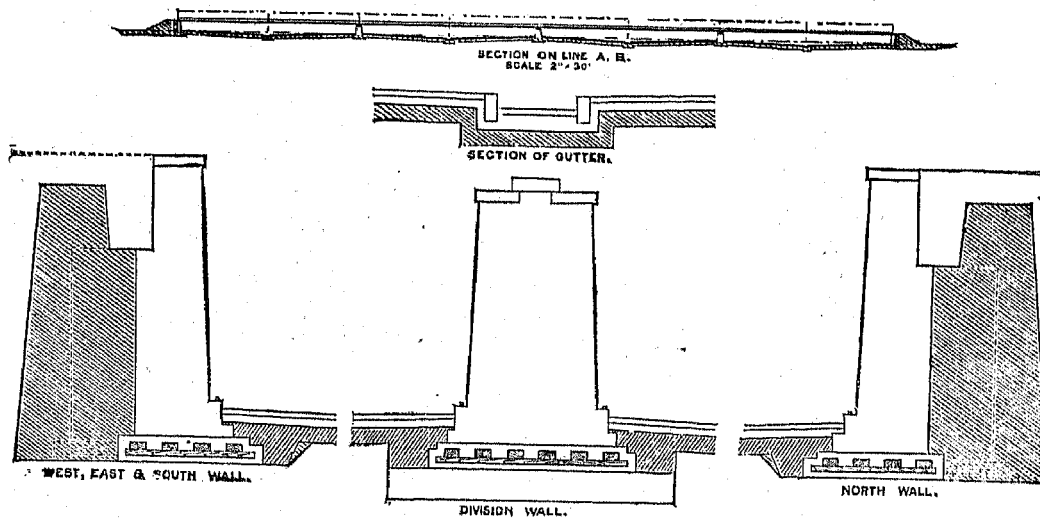 SECTION ON LINE A, B.
SCALE 2"=30'
SECTION OF GUTTER.
WEST, EAST & SOUTH WALL.
DIVISION WALL.
NORTH WALL.